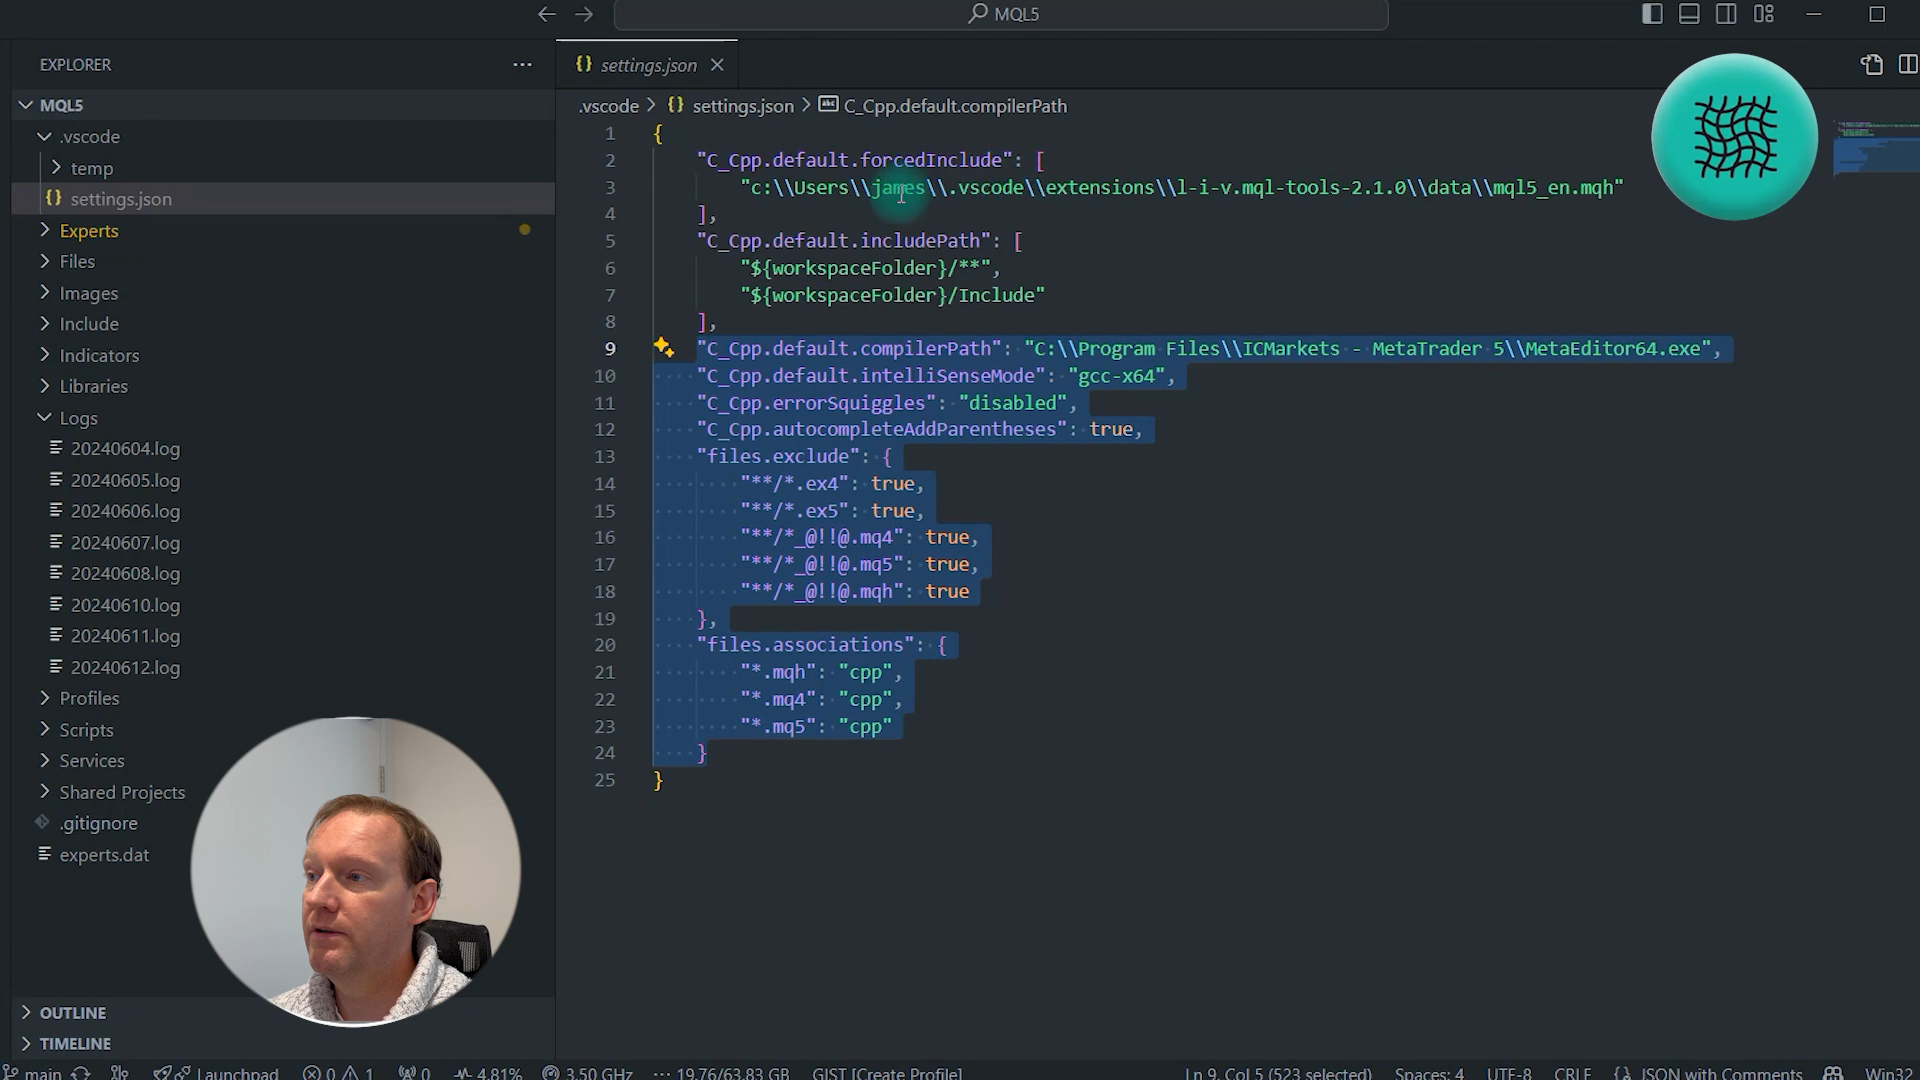 MQL5
EXPLORER
settings.json
MQL5
.vscode > settings.json > C_Cpp.default.compilerPath
.vscode
temp
settings.json
Experts
Files
Images
Include
Indicators
Libraries
Logs
20240604.log
20240605.log
20240606.log
20240607.log
20240608.log
20240610.log
20240611.log
20240612.log
Profiles
Scripts
Services
Shared Projects
.gitignore
experts.dat
OUTLINE
TIMELINE
1 {
2 "C_Cpp.default.forcedInclude": [
3 "c:\\Users\\james\\.vscode\\extensions\\l-i-v.mql-tools-2.1.0\\data\\mql5_en.mqh"
4 ],
5 "C_Cpp.default.includePath": [
6 "${workspaceFolder}/**",
7 "${workspaceFolder}/Include"
8 ],
9 "C_Cpp.default.compilerPath": "C:\\Program Files\\ICMarkets - MetaTrader 5\\MetaEditor64.exe",
10 "C_Cpp.default.intelliSenseMode": "gcc-x64",
11 "C_Cpp.errorSquiggles": "disabled",
12 "C_Cpp.autocompleteAddParentheses": true,
13 "files.exclude": {
14 "**/*.ex4": true,
15 "**/*.ex5": true,
16 "**/*_@!!@.mq4": true,
17 "**/*_@!!@.mq5": true,
18 "**/*_@!!@.mqh": true
19 },
20 "files.associations": {
21 "*.mqh": "cpp",
22 "*.mq4": "cpp",
23 "*.mq5": "cpp"
24 }
25 }
main Launchpad 0 1 0 4.81% 3.50 GHz 19.76/63.83 GB GIST [Create Profile] Ln 9, Col 5 (523 selected) Spaces: 4 UTF-8 CRLF {} JSON with Comments Win32